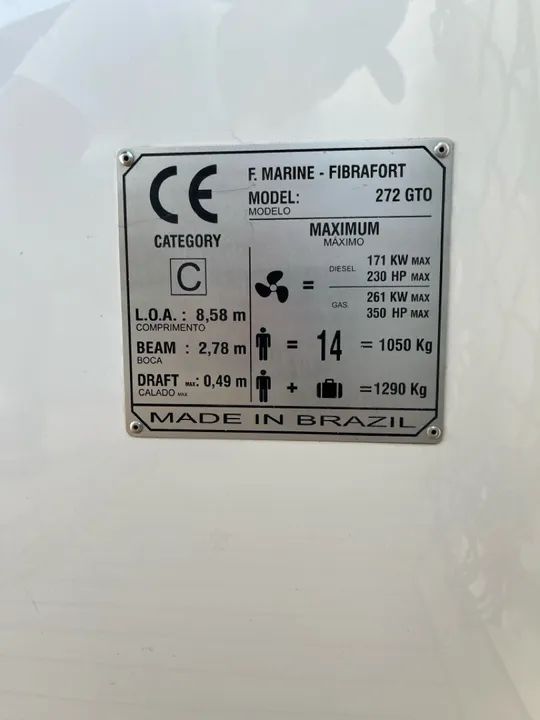 CE
F. MARINE - FIBRAFORT
MODEL: 272 GTO
MODELO
CATEGORY
C
MAXIMUM
MÁXIMO
DIESEL 171 KW MAX
230 HP MAX
=
GAS 261 KW MAX
350 HP MAX
L.O.A. : 8,58 m
COMPRIMENTO
BEAM : 2,78 m
BOCA
= 14 = 1050 Kg
DRAFT MAX: 0,49 m
CALADO MAX
+ =1290 Kg
MADE IN BRAZIL